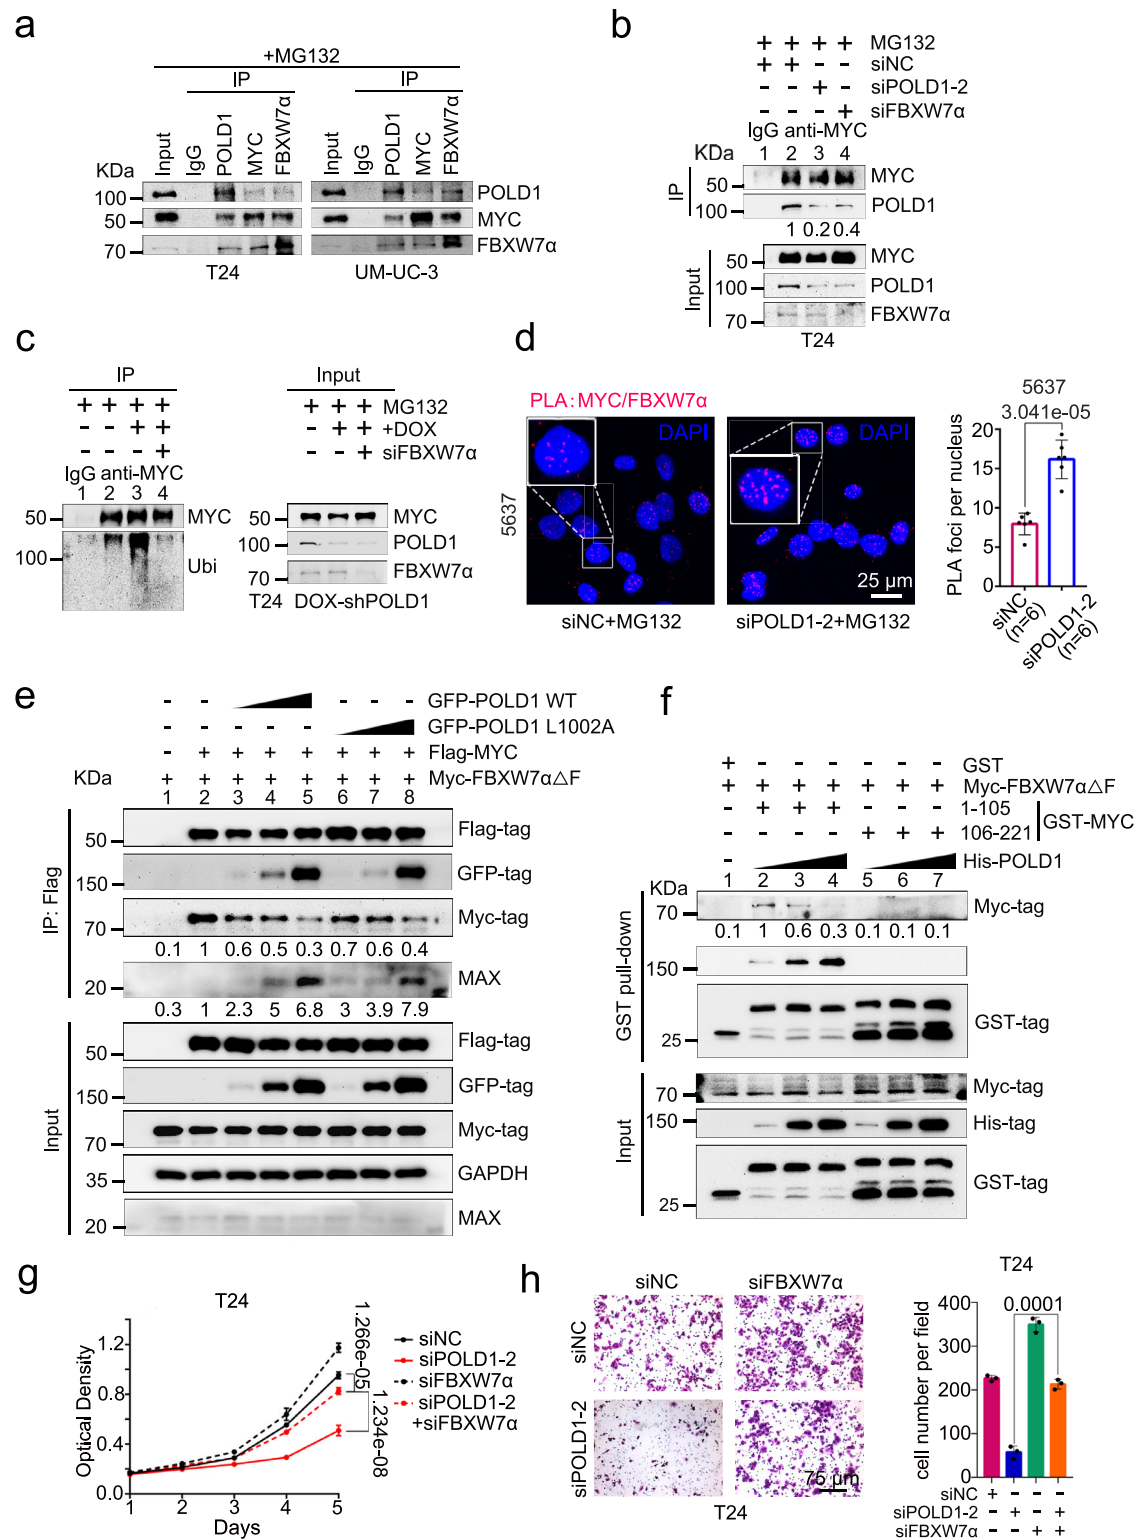 a
+MG132
IP IP
Input IgG POLD1 MYC FBXW7α Input IgG POLD1 MYC FBXW7α
KDa
100 POLD1
50 MYC
70 FBXW7α
T24 UM-UC-3
b
+ + + + MG132
+ + - - siNC
- - + - siPOLD1-2
- - - + siFBXW7α
IgG anti-MYC
KDa 1 2 3 4
IP
50 MYC
100 POLD1
1 0.2 0.4
Input
50 MYC
100 POLD1
70 FBXW7α
T24
c
IP Input
+ + + + + + + MG132
- - + + - + + +DOX
- - - + - - + siFBXW7α
IgG anti-MYC
1 2 3 4
50 MYC 50 MYC
100 Ubi 100 POLD1
70 FBXW7α
T24 DOX-shPOLD1
d
PLA:MYC/FBXW7α
DAPI DAPI
5637
25 μm
siNC+MG132 siPOLD1-2+MG132
5637
3.041e-05
PLA foci per nucleus
20
15
10
5
0
siNC (n=6)
siPOLD1-2 (n=6)
e
- - - - - GFP-POLD1 WT
- - - - - GFP-POLD1 L1002A
- + + + + + + + Flag-MYC
KDa + + + + + + + + Myc-FBXW7α△F
1 2 3 4 5 6 7 8
IP: Flag
50 Flag-tag
150 GFP-tag
70 Myc-tag
0.1 1 0.6 0.5 0.3 0.7 0.6 0.4
20 MAX
0.3 1 2.3 5 6.8 3 3.9 7.9
Input
50 Flag-tag
150 GFP-tag
70 Myc-tag
35 GAPDH
20 MAX
f
+ - - - - - - GST
+ + + + + + + Myc-FBXW7α△F
- + + + - - - 1-105
- - - - + + + 106-221
GST-MYC
- His-POLD1
KDa 1 2 3 4 5 6 7
GST pull-down
70 Myc-tag
0.1 1 0.6 0.3 0.1 0.1 0.1
150
25 GST-tag
Input
70 Myc-tag
150 His-tag
25 GST-tag
g
T24
Optical Density
1.2
0.8
0.4
0.0
1 2 3 4 5
Days
1.266e-05
1.234e-08
siNC
siPOLD1-2
siFBXW7α
siPOLD1-2
+siFBXW7α
h
siNC siFBXW7α
siNC
siPOLD1-2
75 μm
T24
T24
0.0001
cell number per field
400
300
200
100
0
siNC + - - -
siPOLD1-2 - + - +
siFBXW7α - - + +